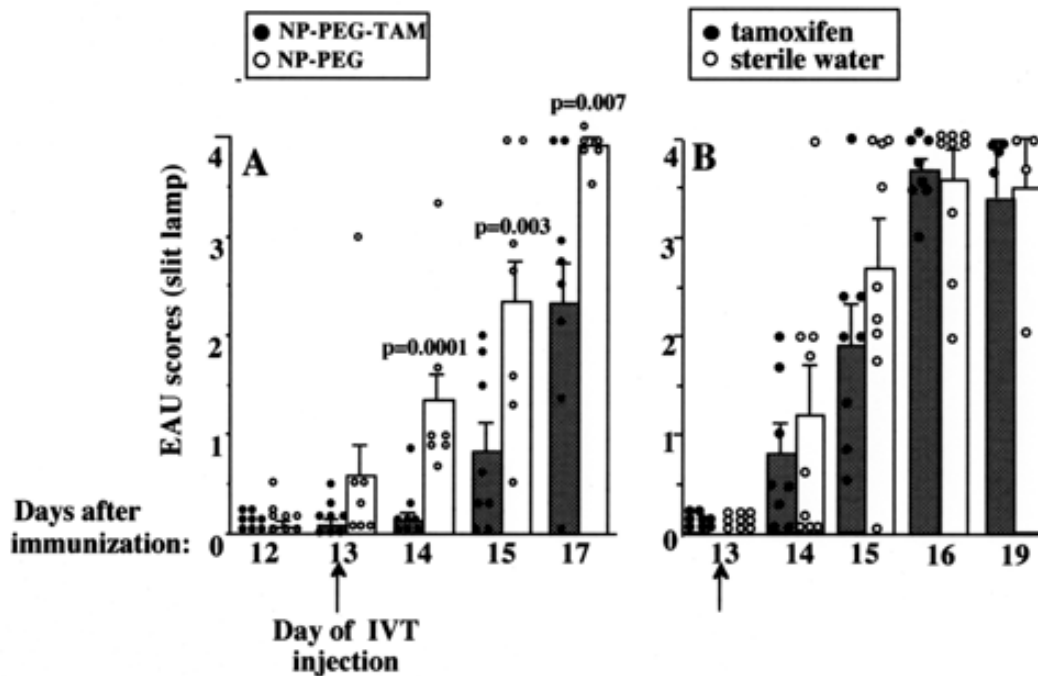 NP-PEG-TAM
NP-PEG
tamoxifen
sterile water
A
B
p=0.0001
p=0.003
p=0.007
EAU scores (slit lamp)
4
3
2
1
0
4
3
2
1
0
Days after
immunization:
12 13 14 15 17
13 14 15 16 19
Day of IVT
injection